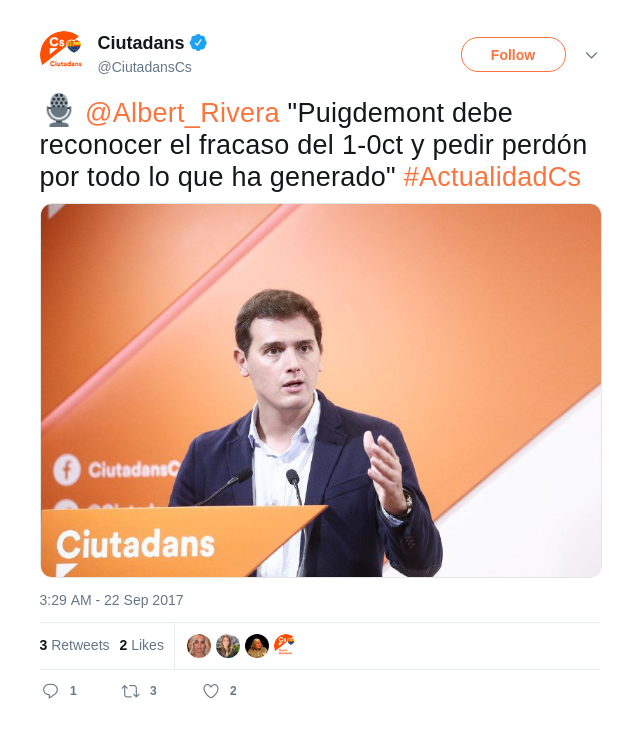 Cs
Ciutadans
Ciutadans
@CiutadansCs
Follow
@Albert_Rivera "Puigdemont debe
reconocer el fracaso del 1-0ct y pedir perdón
por todo lo que ha generado" #ActualidadCs
CiutadansC
Ciutadans
3:29 AM - 22 Sep 2017
3 Retweets 2 Likes
1 3 2